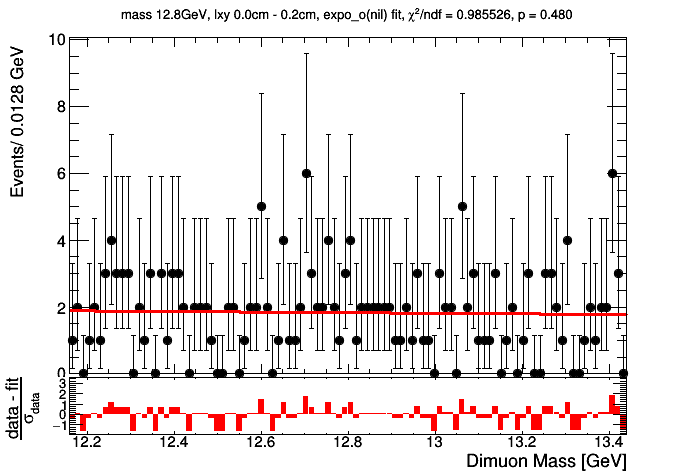 mass 12.8GeV, lxy 0.0cm - 0.2cm, expo_o(nil) fit, χ²/ndf = 0.985526, p = 0.480
Events/ 0.0128 GeV
10
8
6
4
2
0
data - fit
σdata
3
2
1
0
−1
12.2 12.4 12.6 12.8 13 13.2 13.4
Dimuon Mass [GeV]